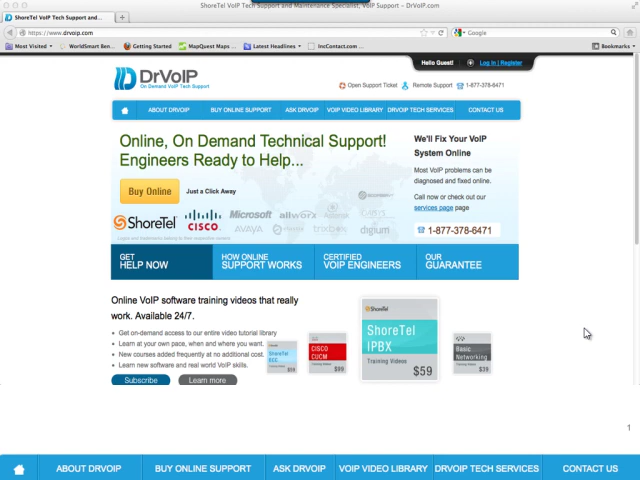 ShoreTel VoIP Tech Support and Maintenance Specialist, VoIP Support – DrVoIP.com
ShoreTel VoIP Tech Support and...
https://www.drvoip.com
Google
Most Visited
WorldSmart Ben...
Getting Started
MapQuest Maps
Latest Headlines
IncContact.com...
Bookmarks
Hello Guest!
Log In | Register
DrVoIP
On Demand VoIP Tech Support
Open Support Ticket
Remote Support
1-877-378-6471
ABOUT DRVOIP
BUY ONLINE SUPPORT
ASK DRVOIP
VOIP VIDEO LIBRARY
DRVOIP TECH SERVICES
CONTACT US
Online, On Demand Technical Support!
Engineers Ready to Help...
Buy Online
Just a Click Away
ShoreTel
CISCO
Microsoft
allworx
AVAYA
trixbox
digium
We'll Fix Your VoIP
System Online
Most VoIP problems can be
diagnosed and fixed online.
Call now or check out our
services page page
1-877-378-6471
GET
HELP NOW
HOW ONLINE
SUPPORT WORKS
CERTIFIED
VOIP ENGINEERS
OUR
GUARANTEE
Online VoIP software training videos that really
work. Available 24/7.
Get on-demand access to our entire video tutorial library
Learn at your own pace, when and where you want.
New courses added frequently at no additional cost.
Learn new software and real world VoIP skills.
Subscribe
Learn more
ShoreTel
ECC
$59
CISCO
CUCM
Training Videos
$99
ShoreTel
ShoreTel
IPBX
Training Videos
$59
Basic
Networking
$39
1
ABOUT DRVOIP
BUY ONLINE SUPPORT
ASK DRVOIP
VOIP VIDEO LIBRARY
DRVOIP TECH SERVICES
CONTACT US